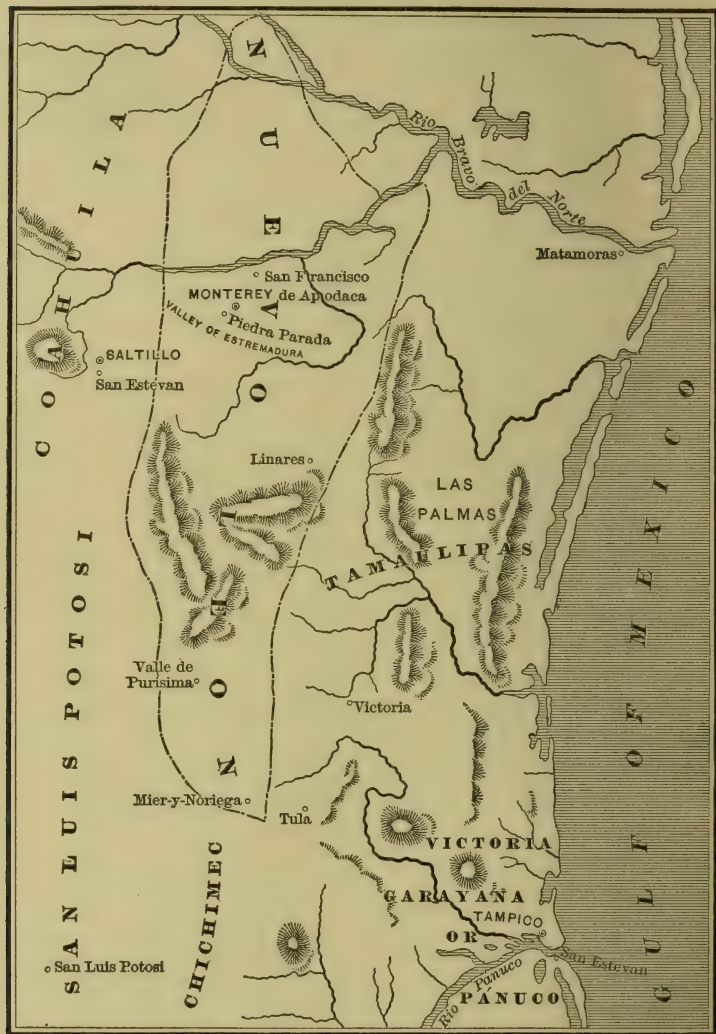 NUEVO LEON
COAHUILA
Rio Bravo del Norte
Matamoras
San Francisco
de Apodaca
MONTEREY
Piedra Parada
VALLEY OF ESTREMADURA
SALTILLO
San Estevan
Linares
LAS
PALMAS
TAMAULIPAS
GULF OF MEXICO
SAN LUIS POTOSI
Valle de
Purisima
Victoria
Mier-y-Noriega
Tula
CHICHIMEC
VICTORIA
GARAYANA
OR
PÁNUCO
TAMPICO
San Estevan
Rio Pánuco
San Luis Potosi